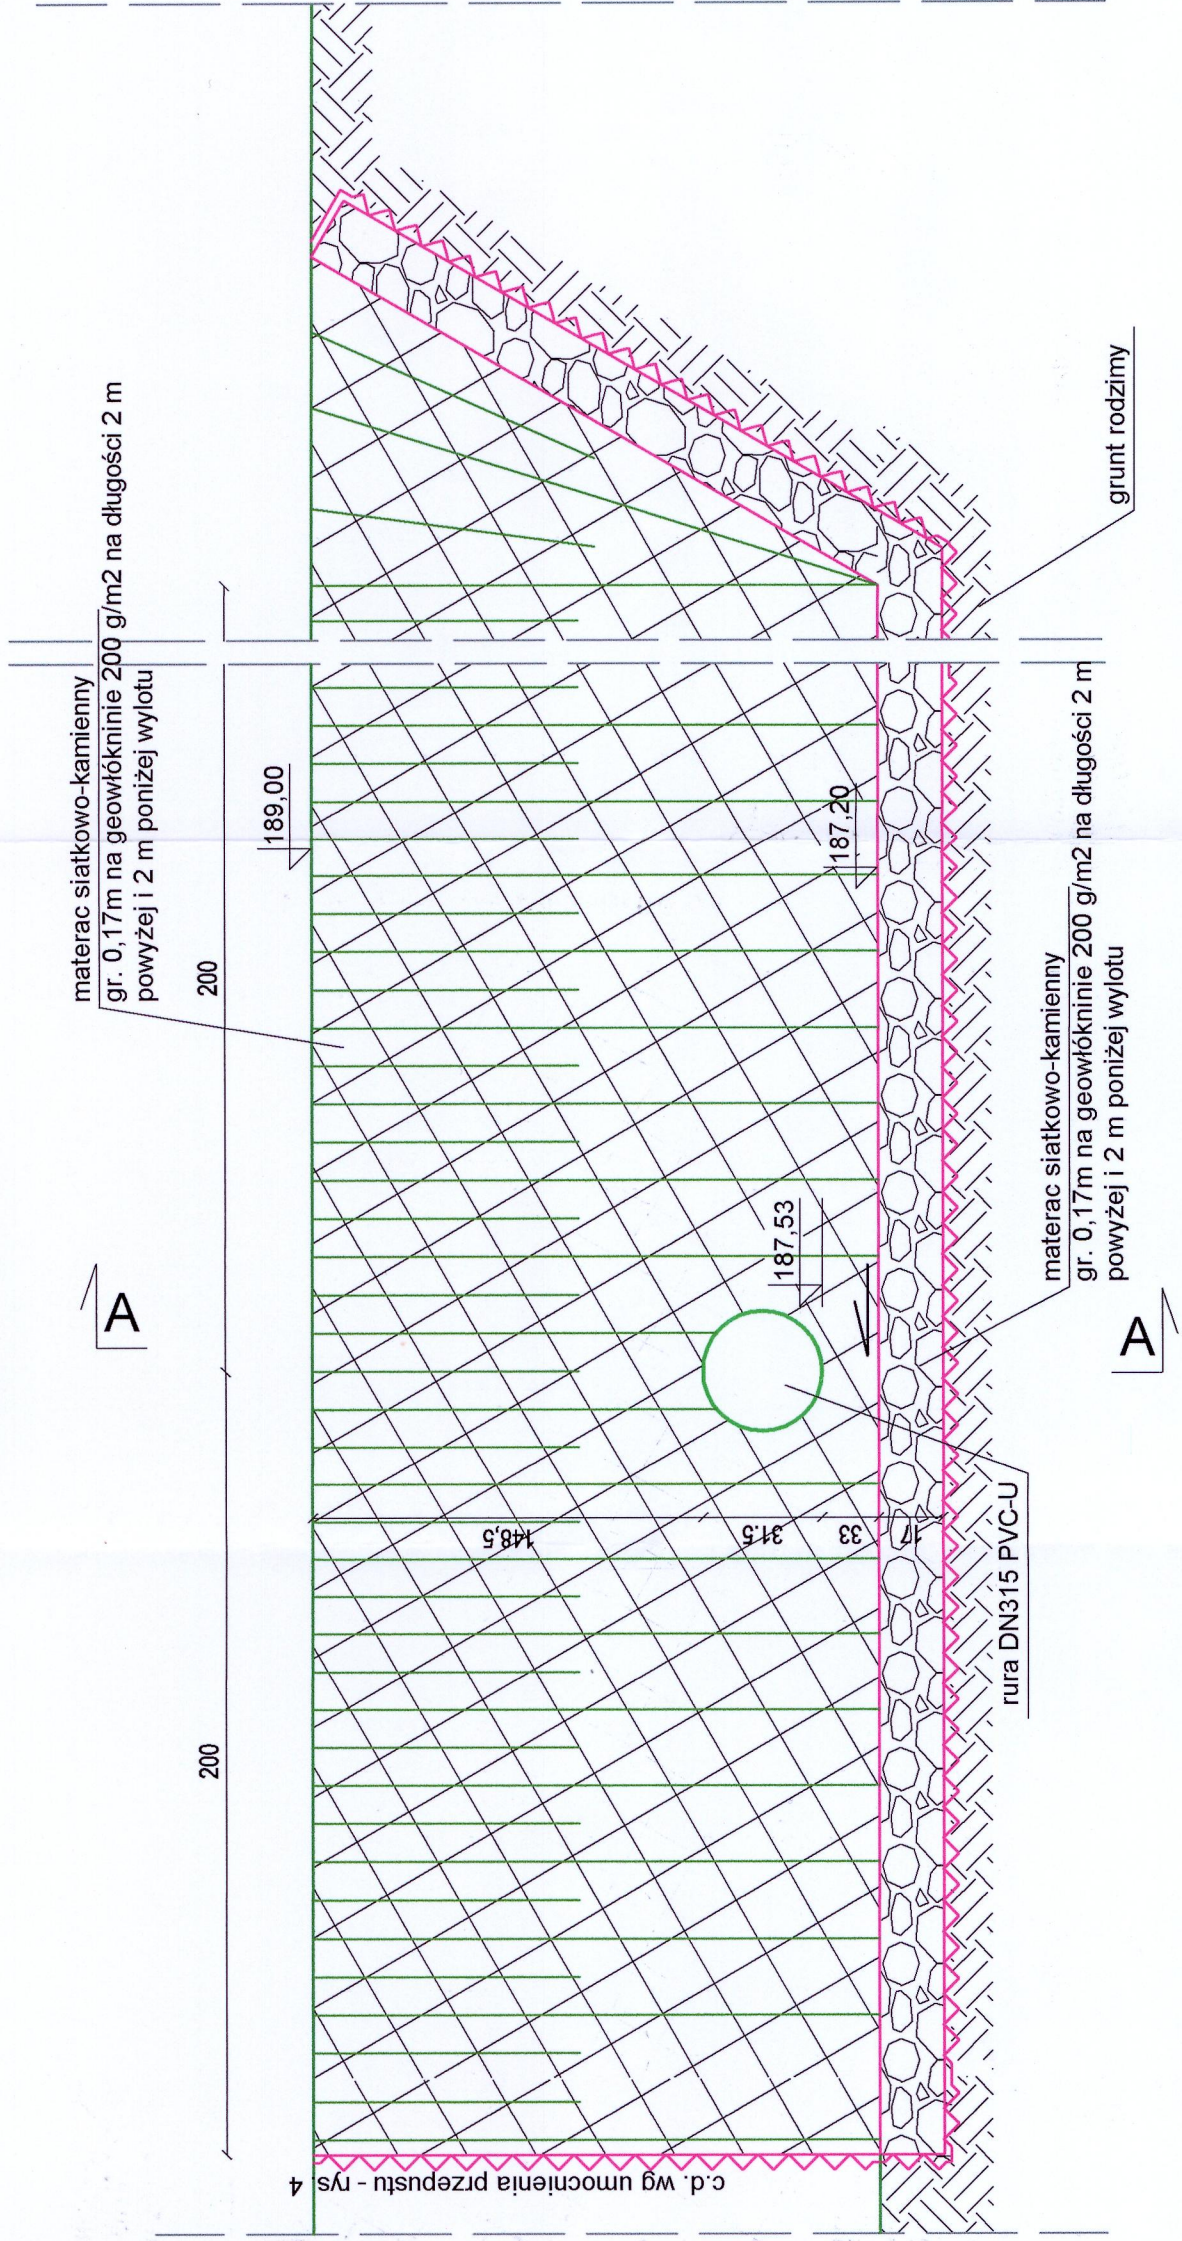 materac siatkowo-kamienny
gr. 0,17m na geowłókninie 200 g/m2 na długości 2 m
powyżej i 2 m poniżej wylotu
200
200
189,00
187,20
187,53
A
A
148,5
31.5
33
17
c.d. wg umocnienia przepustu - rys. 4
grunt rodzimy
materac siatkowo-kamienny
gr. 0,17m na geowłókninie 200 g/m2 na długości 2 m
powyżej i 2 m poniżej wylotu
rura DN315 PVC-U